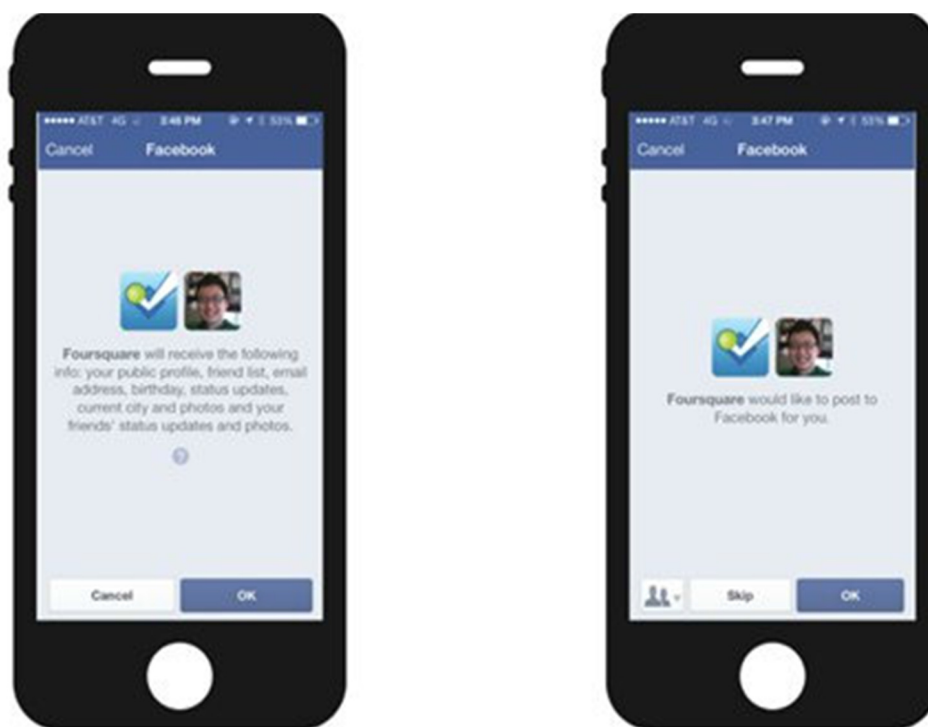 AT&T 4G 3:46 PM 53%
Cancel Facebook
Foursquare will receive the following
info: your public profile, friend list, email
address, birthday, status updates,
current city and photos and your
friends' status updates and photos.
?
Cancel OK
AT&T 4G 3:47 PM 53%
Cancel Facebook
Foursquare would like to post to
Facebook for you.
Skip OK